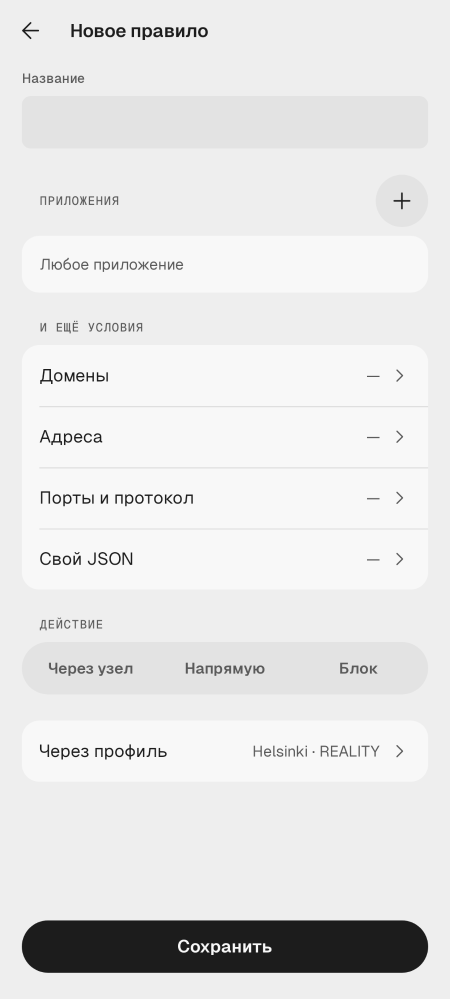 Новое правило
Название
ПРИЛОЖЕНИЯ
Любое приложение
И ЕЩЁ УСЛОВИЯ
Домены —
Адреса —
Порты и протокол —
Свой JSON —
ДЕЙСТВИЕ
Через узел Напрямую Блок
Через профиль Helsinki · REALITY
Сохранить